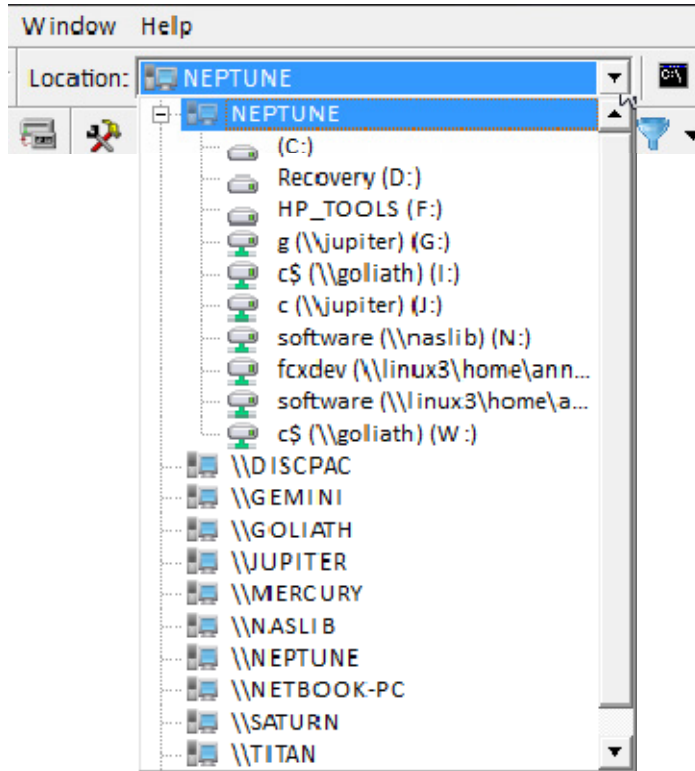 Window Help
Location: NEPTUNE
NEPTUNE
(C:)
Recovery (D:)
HP_TOOLS (F:)
g (\\jupiter) (G:)
c$ (\\goliath) (I:)
c (\\jupiter) (J:)
software (\\naslib) (N:)
fcxdev (\\linux3\home\ann...
software (\\linux3\home\a...
c$ (\\goliath) (W:)
\\DISCPAC
\\GEMINI
\\GOLIATH
\\JUPITER
\\MERCURY
\\NASLIB
\\NEPTUNE
\\NETBOOK-PC
\\SATURN
\\TITAN